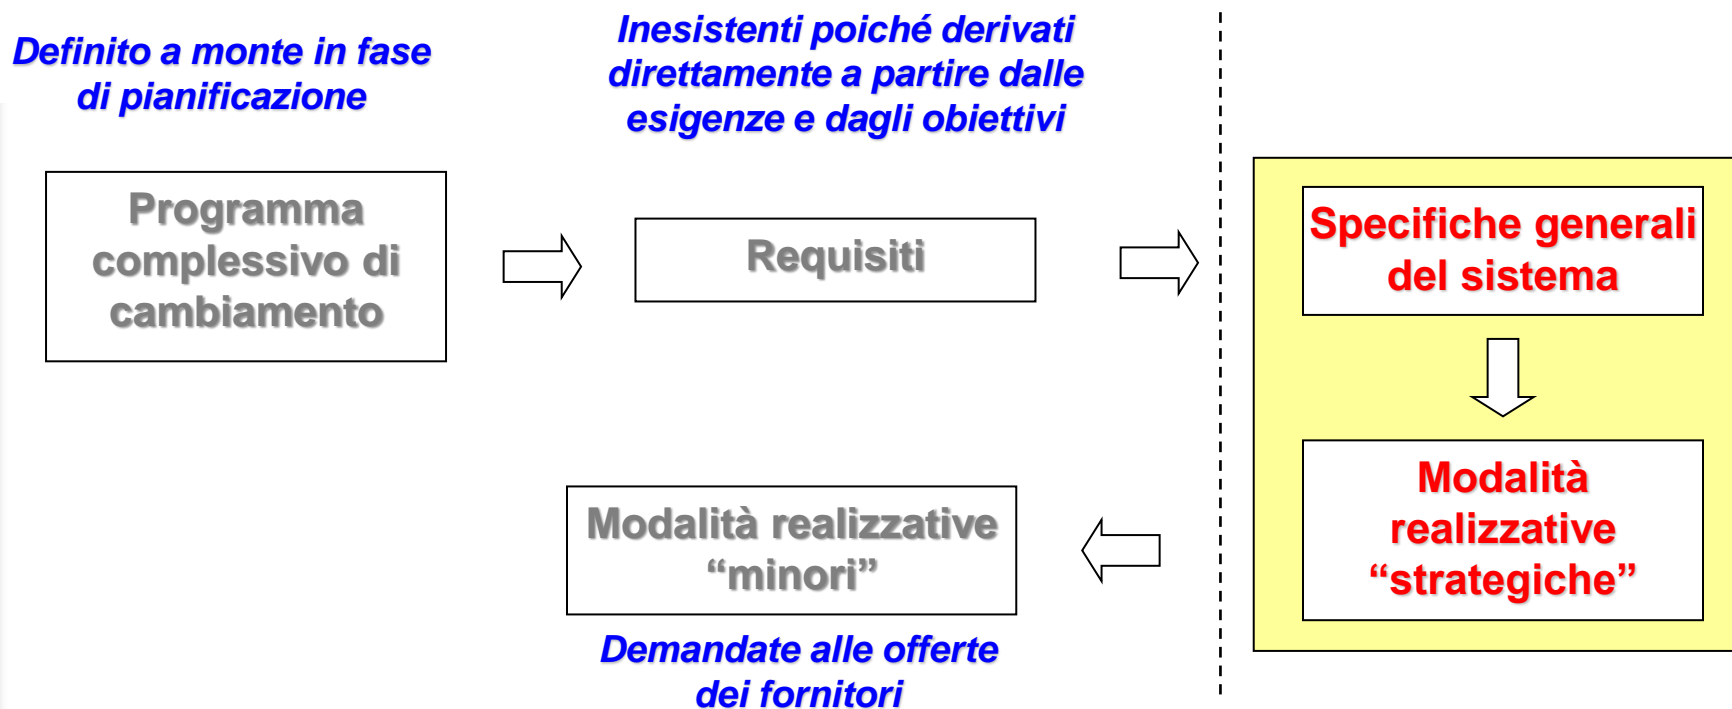 Definito a monte in fase
di pianificazione
Inesistenti poiché derivati
direttamente a partire dalle
esigenze e dagli obiettivi
Programma
complessivo di
cambiamento
Requisiti
Specifiche generali
del sistema
Modalità
realizzative
“strategiche”
Modalità realizzative
“minori”
Demandate alle offerte
dei fornitori